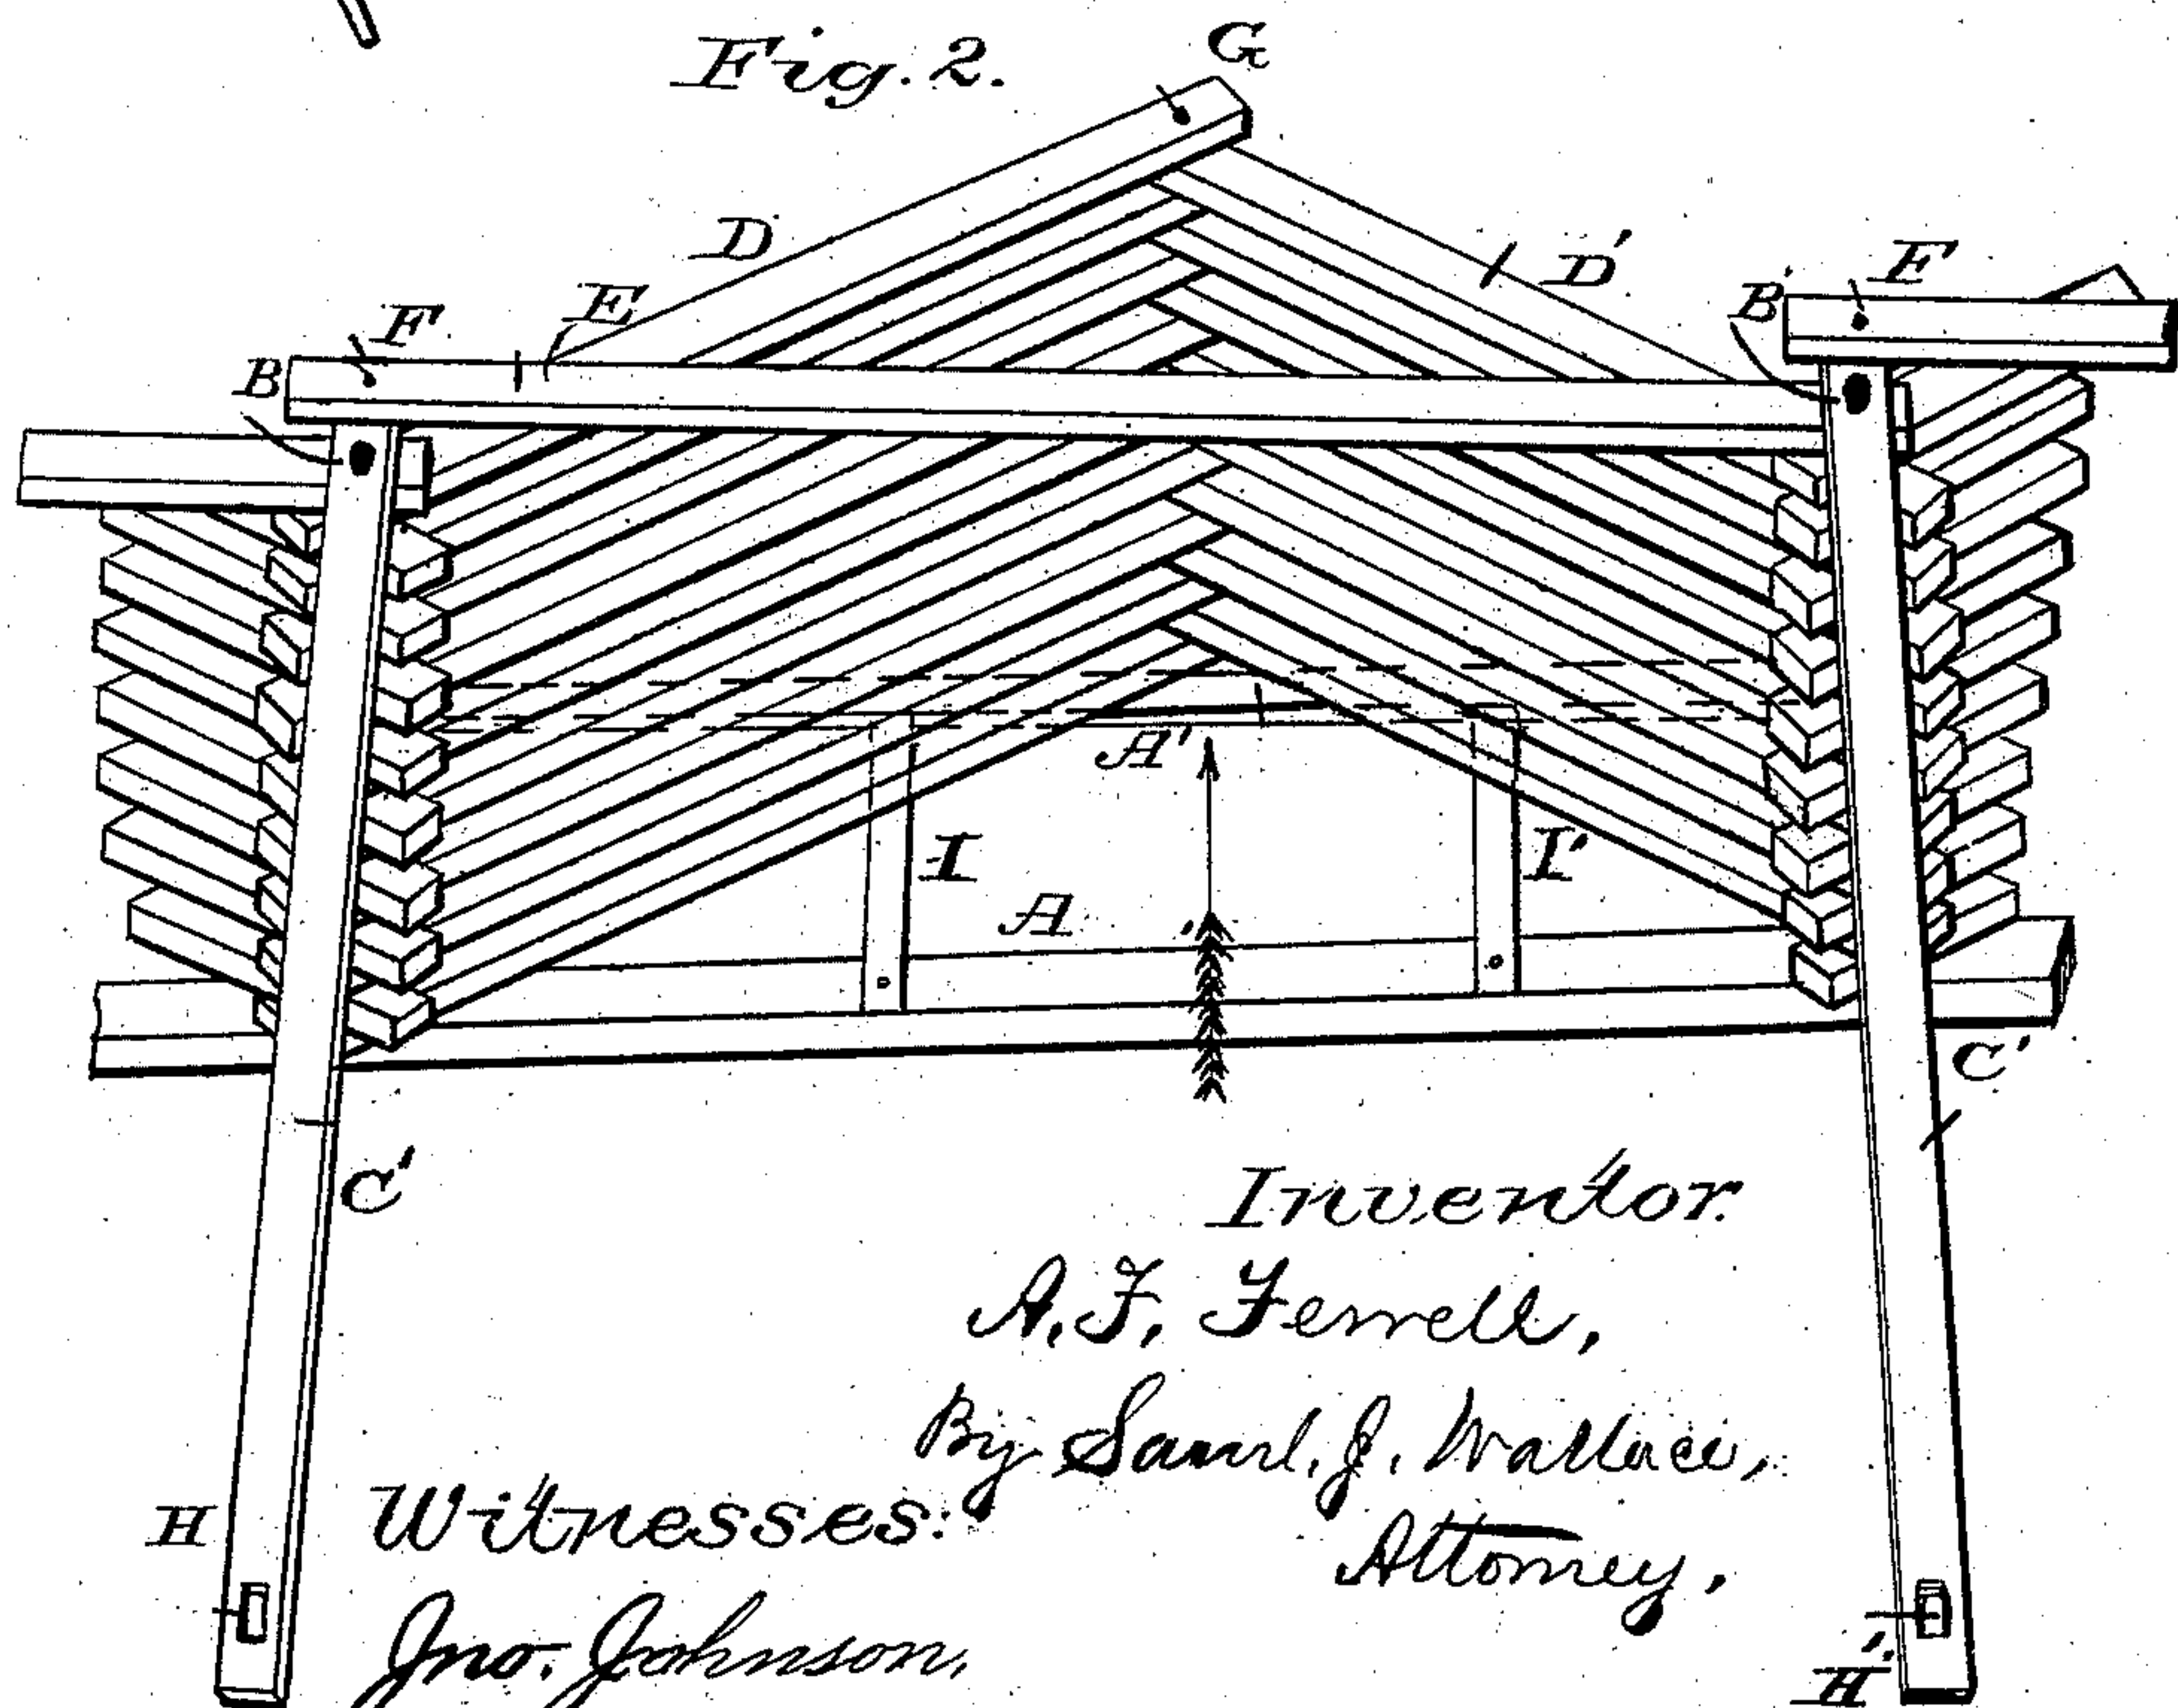 Fig. 2.
G
D
D'
E
F
F
B
B'
A'
I
I'
A
C'
C'
Inventor.
A. F. Ferrell,
By Saml. J. Wallace,
Attorney,
H
H'
Witnesses:
Jno. Johnson,